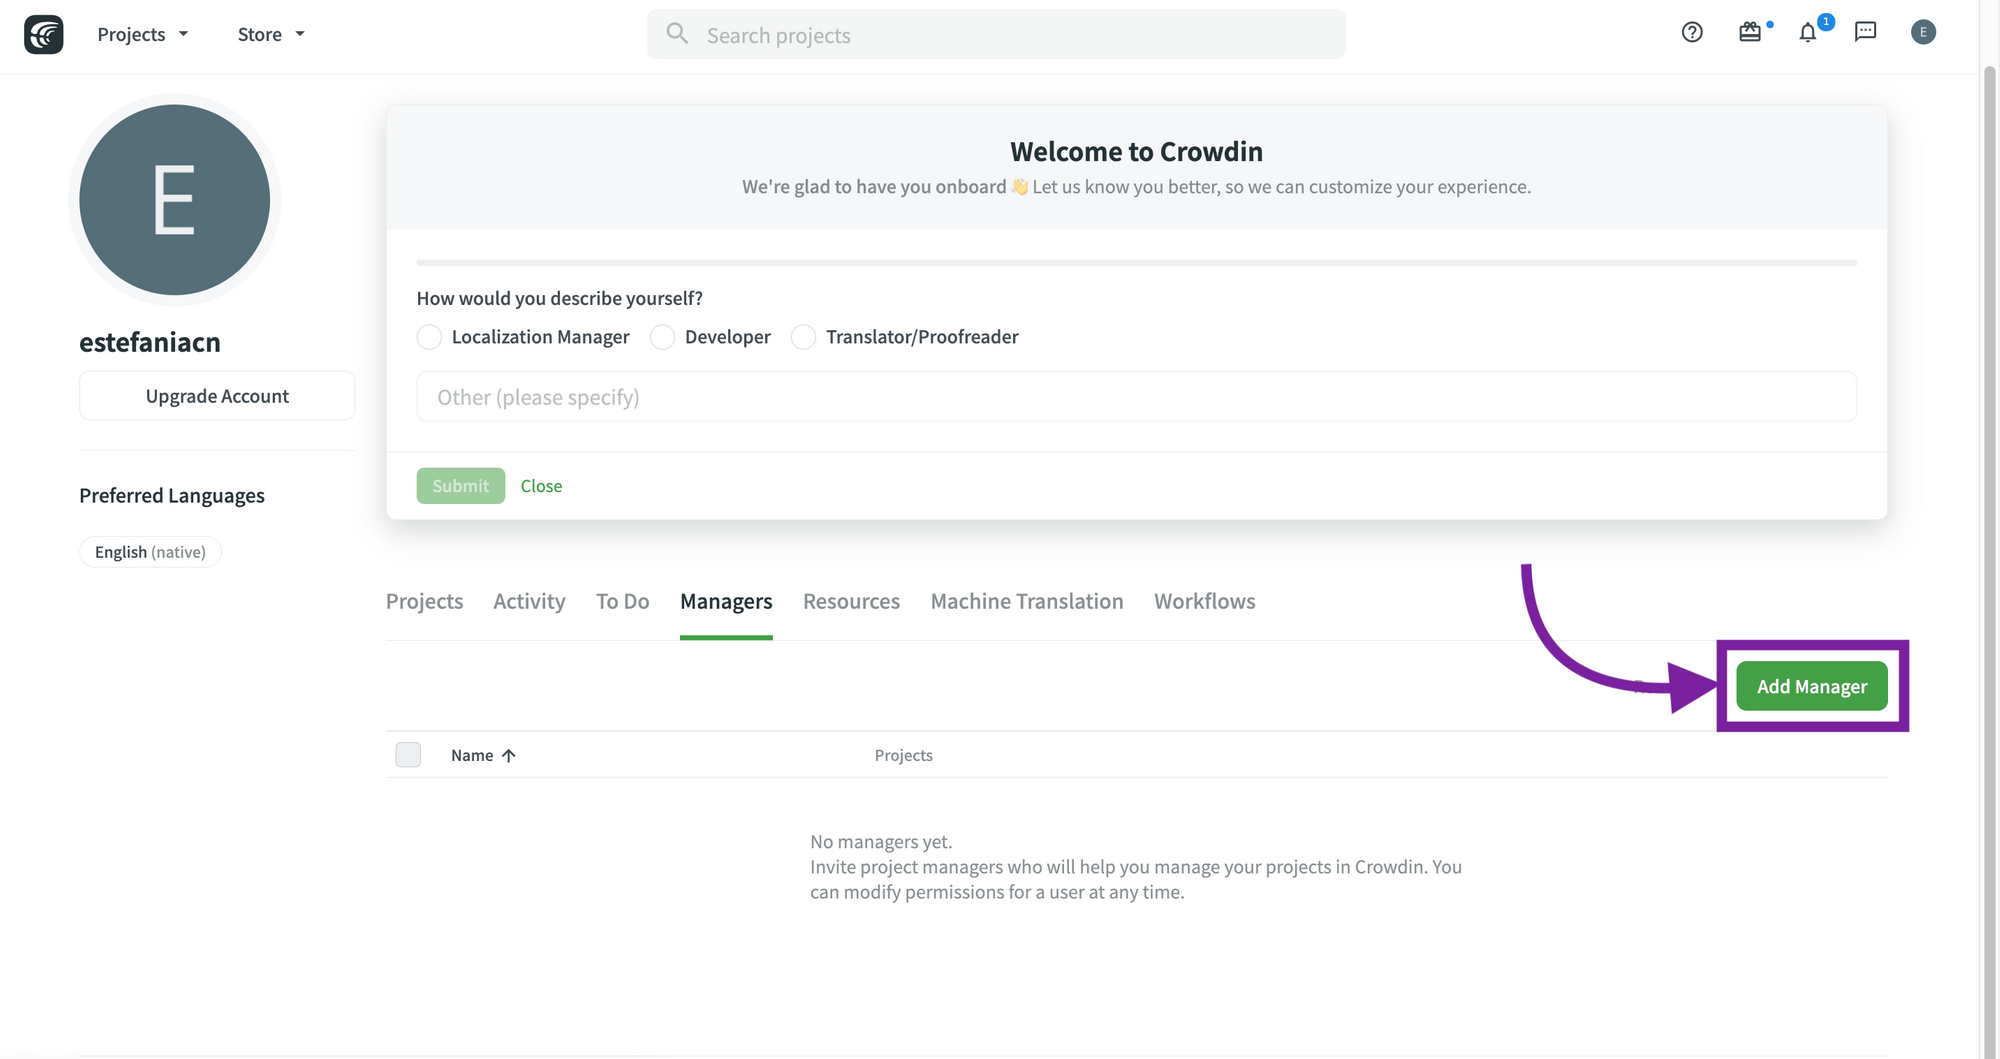 Projects
Store
Search projects
1
E
E
estefaniacn
Upgrade Account
Preferred Languages
English (native)
Welcome to Crowdin
We're glad to have you onboard 👋 Let us know you better, so we can customize your experience.
How would you describe yourself?
Localization Manager
Developer
Translator/Proofreader
Other (please specify)
Submit
Close
Projects
Activity
To Do
Managers
Resources
Machine Translation
Workflows
Add Manager
Name ↑
Projects
No managers yet.
Invite project managers who will help you manage your projects in Crowdin. You
can modify permissions for a user at any time.